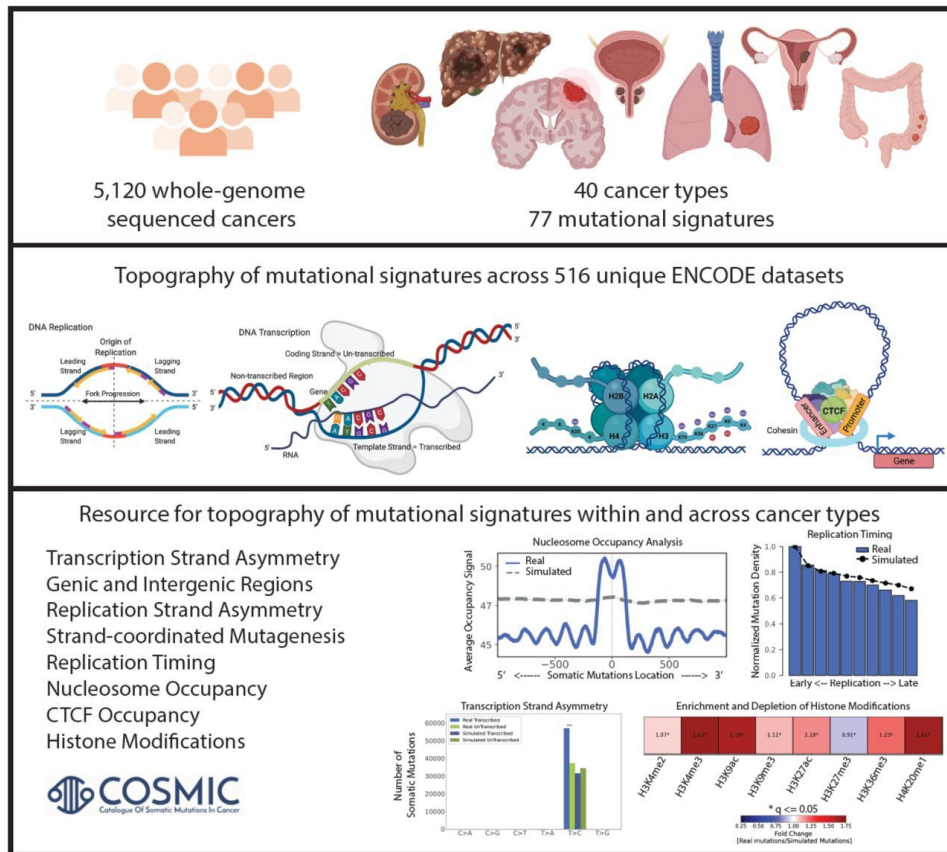 5,120 whole-genome
sequenced cancers
40 cancer types
77 mutational signatures
Topography of mutational signatures across 516 unique ENCODE datasets
DNA Replication
Origin of
Replication
Leading
Strand
Lagging
Strand
5'
3'
Fork Progression
3'
5'
Lagging
Strand
Leading
Strand
DNA Transcription
Coding Strand = Un-transcribed
Non-transcribed Region
Gene
5'
3'
5'
3'
RNA
Template Strand = Transcribed
H2B
H2A
H4
H3
Enhancer
CTCF
Promoter
Cohesin
Gene
Resource for topography of mutational signatures within and across cancer types
Transcription Strand Asymmetry
Genic and Intergenic Regions
Replication Strand Asymmetry
Strand-coordinated Mutagenesis
Replication Timing
Nucleosome Occupancy
CTCF Occupancy
Histone Modifications
COSMIC
Catalogue Of Somatic Mutations In Cancer
Nucleosome Occupancy Analysis
Average Occupancy Signal
50
47
45
Real
Simulated
−500 0 500
5' <------ Somatic Mutations Location ------> 3'
Replication Timing
Normalized Mutation Density
1.0
0.8
0.6
0.4
0.2
0.0
Real
Simulated
Early <-- Replication --> Late
Transcription Strand Asymmetry
Number of
Somatic Mutations
60000
50000
40000
30000
20000
10000
0
Real Transcribed
Real UnTranscribed
Simulated Transcribed
Simulated UnTranscribed
C>A C>G C>T T>A T>C T>G
Enrichment and Depletion of Histone Modifications
1.07* 1.11* 1.18* 0.91* 1.23*
H3K4me2
H3K4me3
H3K9ac
H3K9me3
H3K27ac
H3K27me3
H3K36me3
H4K20me1
* q <= 0.05
0.25 0.50 0.75 1.00 1.25 1.50 1.75
Fold Change
[Real mutations/Simulated Mutations]